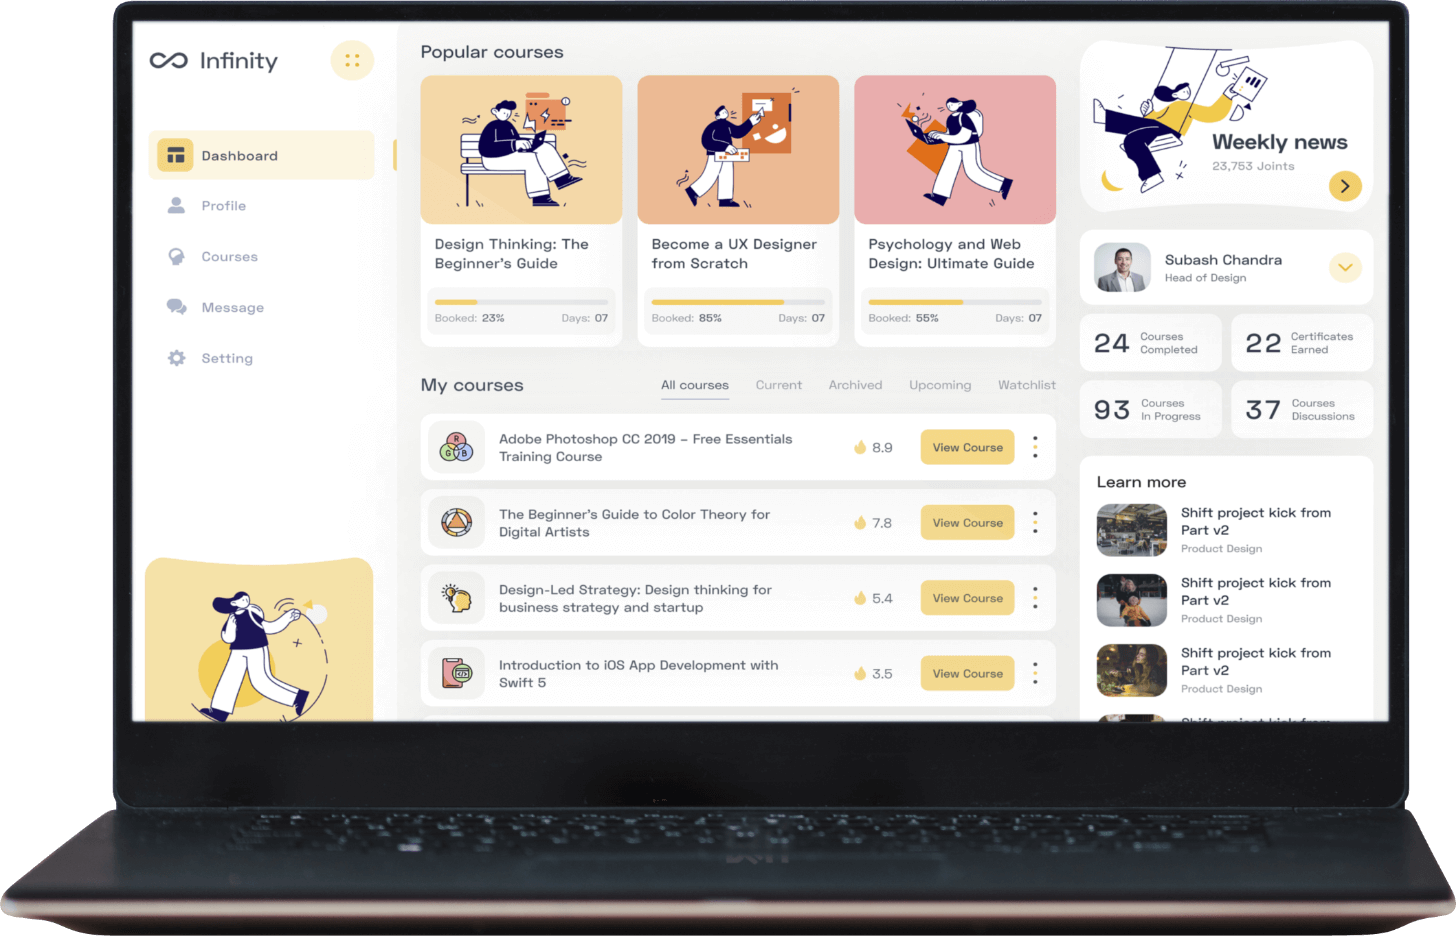 Infinity
Dashboard
Profile
Courses
Message
Setting
Popular courses
Design Thinking: The
Beginner's Guide
Booked: 23%
Days: 07
Become a UX Designer
from Scratch
Booked: 85%
Days: 07
Psychology and Web
Design: Ultimate Guide
Booked: 55%
Days: 07
My courses
All courses
Current
Archived
Upcoming
Watchlist
R
G
B
Adobe Photoshop CC 2019 – Free Essentials
Training Course
8.9
View Course
The Beginner's Guide to Color Theory for
Digital Artists
7.8
View Course
Design-Led Strategy: Design thinking for
business strategy and startup
5.4
View Course
Introduction to iOS App Development with
Swift 5
3.5
View Course
Weekly news
23,753 Joints
Subash Chandra
Head of Design
24 Courses
Completed
22 Certificates
Earned
93 Courses
In Progress
37 Courses
Discussions
Learn more
Shift project kick from
Part v2
Product Design
Shift project kick from
Part v2
Product Design
Shift project kick from
Part v2
Product Design
Shift project kick from